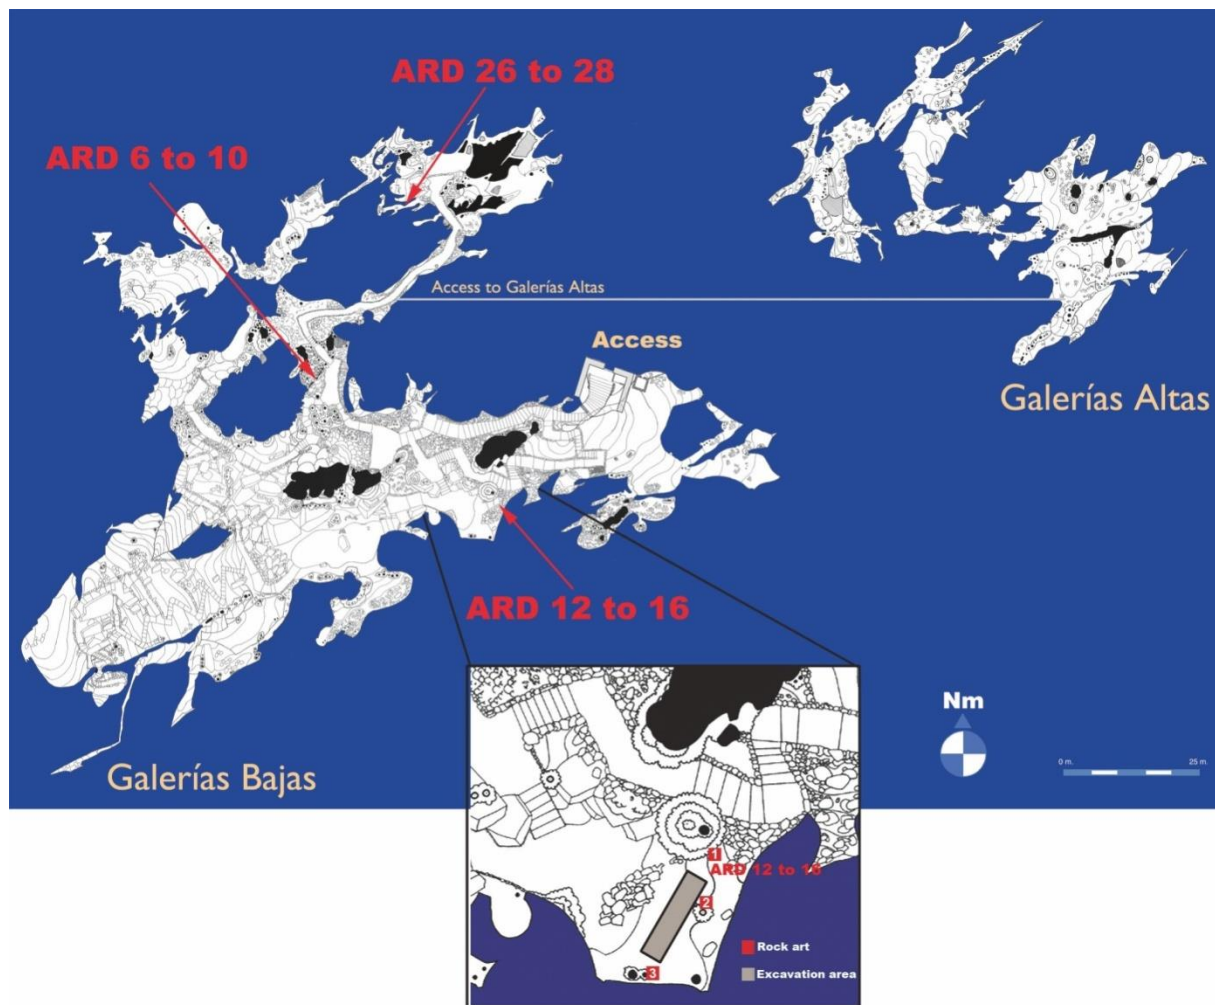 ARD 26 to 28
ARD 6 to 10
Access to Galerías Altas
Access
Galerías Altas
ARD 12 to 16
Nm
0 m.
25 m.
Galerías Bajas
1
ARD 12 to 16
2
Rock art
3
Excavation area